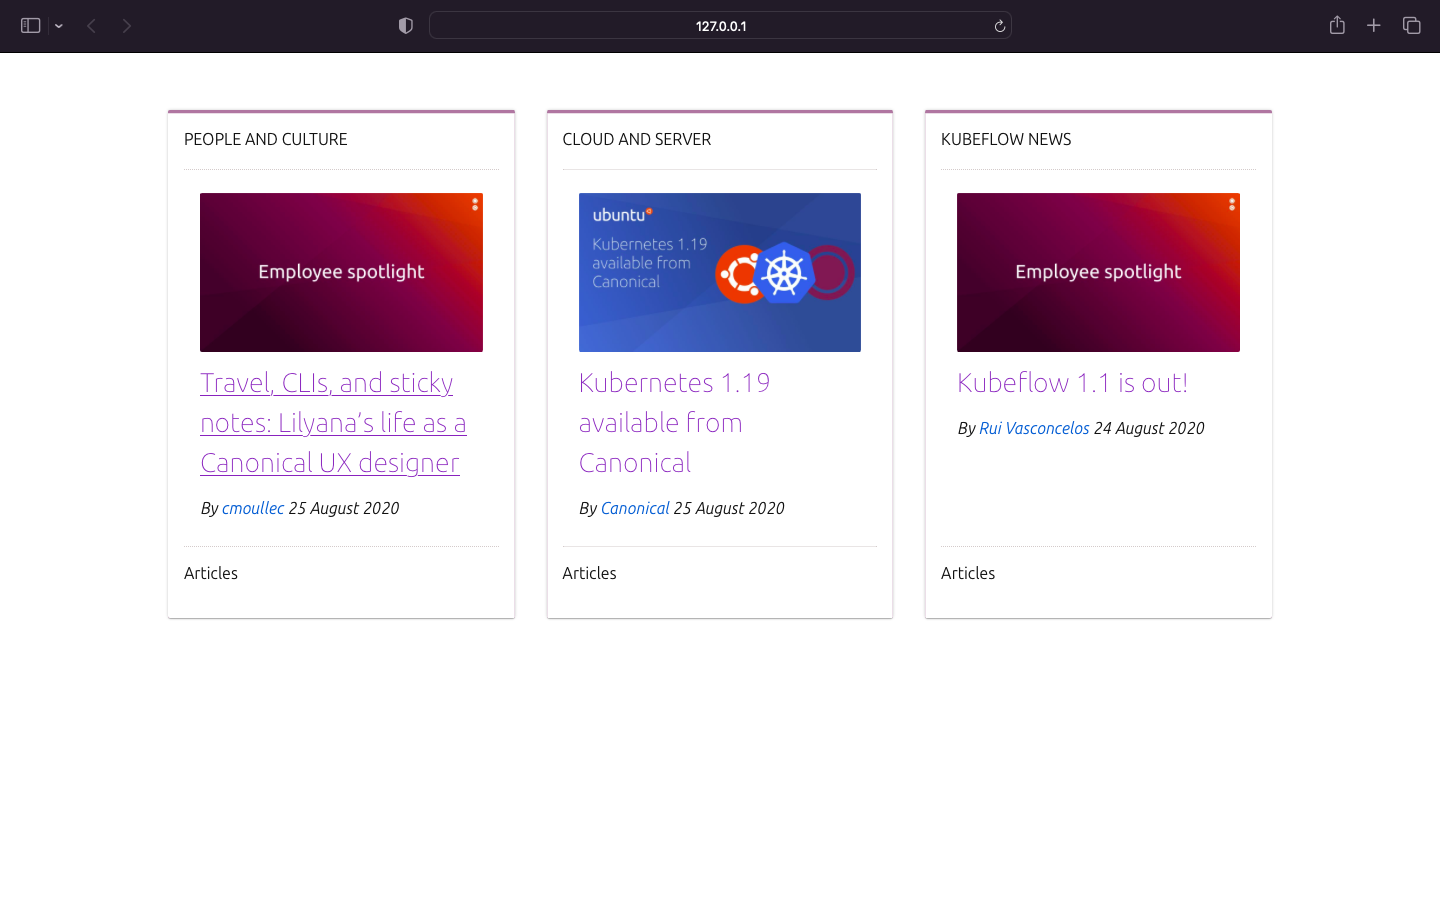 127.0.0.1
PEOPLE AND CULTURE
Employee spotlight
Travel, CLIs, and sticky
notes: Lilyana’s life as a
Canonical UX designer
By cmoullec 25 August 2020
Articles
CLOUD AND SERVER
ubuntu
Kubernetes 1.19
available from
Canonical
Kubernetes 1.19
available from
Canonical
By Canonical 25 August 2020
Articles
KUBEFLOW NEWS
Employee spotlight
Kubeflow 1.1 is out!
By Rui Vasconcelos 24 August 2020
Articles